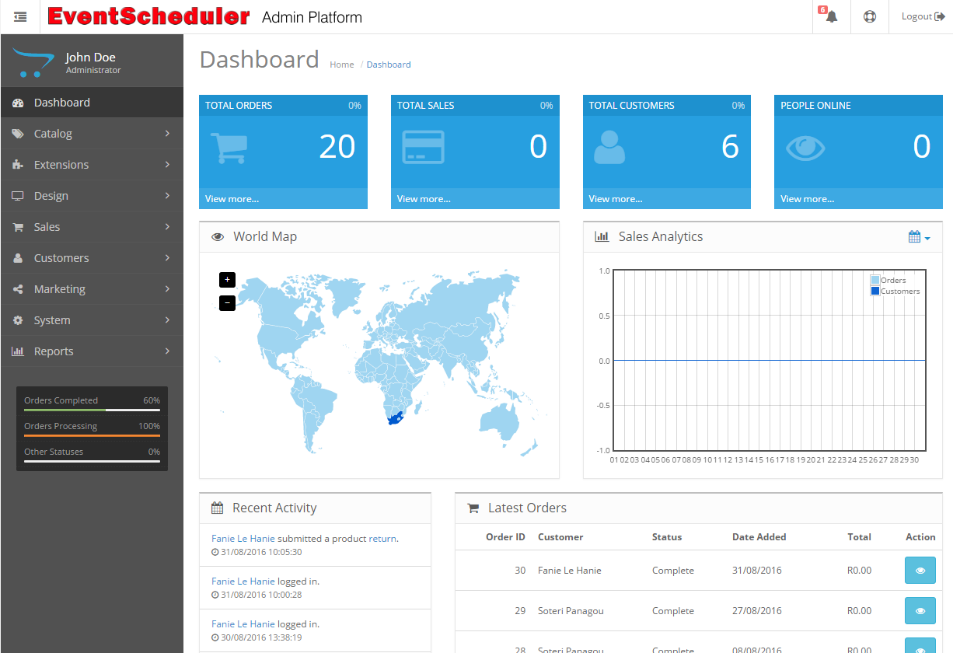 EventScheduler Admin Platform
6
Logout
John Doe
Administrator
Dashboard
Catalog
Extensions
Design
Sales
Customers
Marketing
System
Reports
Orders Completed 60%
Orders Processing 100%
Other Statuses 0%
Dashboard Home / Dashboard
TOTAL ORDERS 0%
20
View more...
TOTAL SALES 0%
0
View more...
TOTAL CUSTOMERS 0%
6
View more...
PEOPLE ONLINE
0
View more...
World Map
+
−
Sales Analytics
Orders
Customers
1.0
0.5
0.0
-0.5
-1.0
01 02 03 04 05 06 07 08 09 10 11 12 13 14 15 16 17 18 19 20 21 22 23 24 25 26 27 28 29 30
Recent Activity
Fanie Le Hanie submitted a product return.
31/08/2016 10:05:30
Fanie Le Hanie logged in.
31/08/2016 10:00:28
Fanie Le Hanie logged in.
30/08/2016 13:38:19
Latest Orders
Order ID Customer Status Date Added Total Action
30 Fanie Le Hanie Complete 31/08/2016 R0.00
29 Soteri Panagou Complete 27/08/2016 R0.00
28 Soteri Panagou Complete 08/08/2016 R0.00